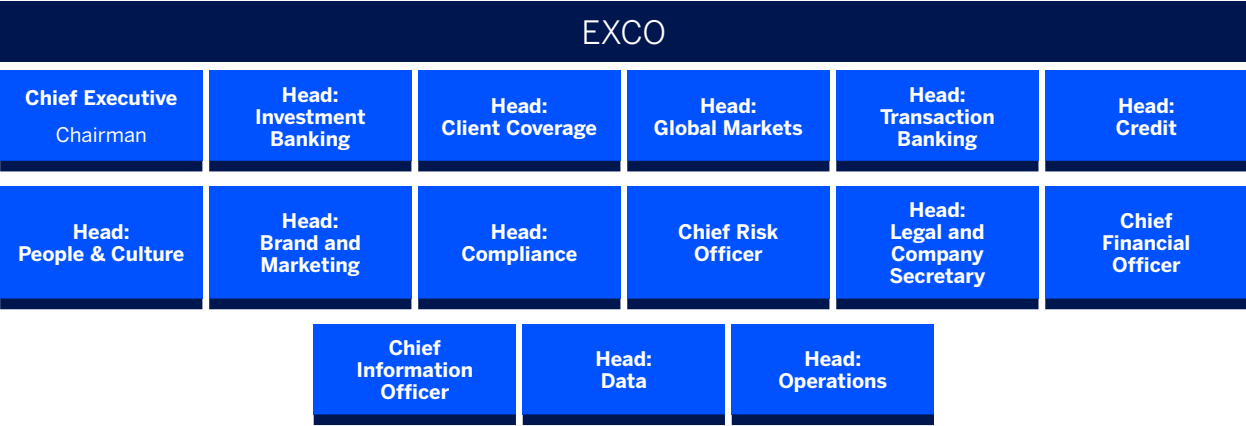 EXCO
Chief Executive
Chairman
Head:
Investment
Banking
Head:
Client Coverage
Head:
Global Markets
Head:
Transaction
Banking
Head:
Credit
Head:
People & Culture
Head:
Brand and
Marketing
Head:
Compliance
Chief Risk
Officer
Head:
Legal and
Company
Secretary
Chief
Financial
Officer
Chief
Information
Officer
Head:
Data
Head:
Operations